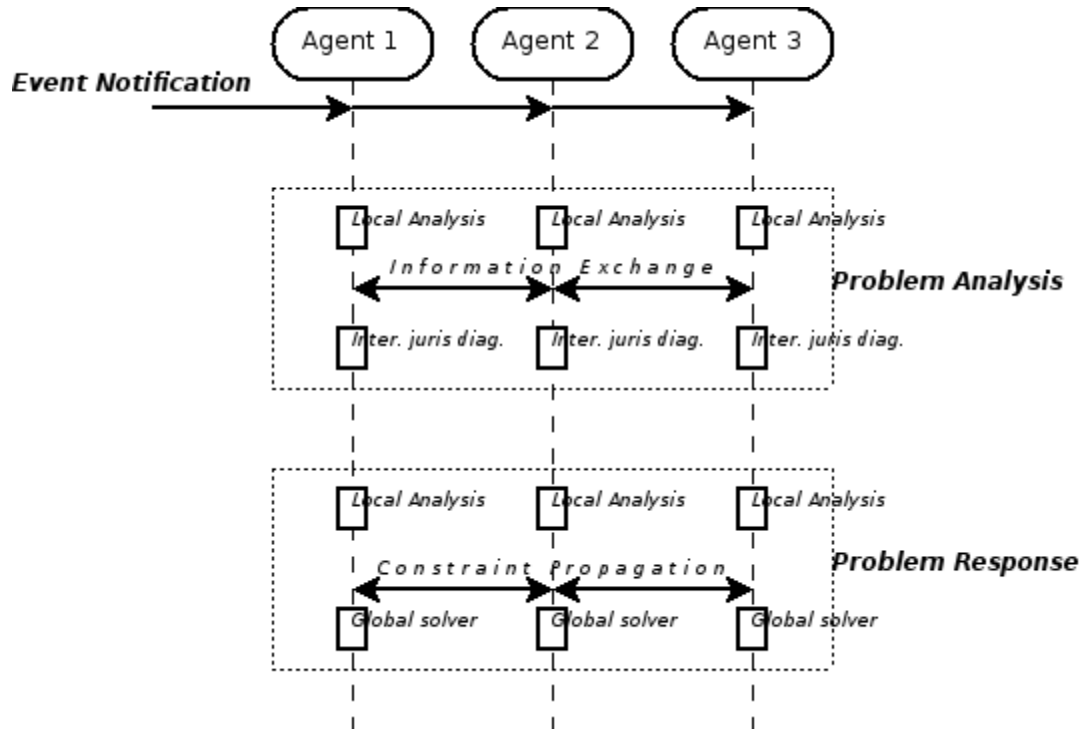 Agent 1 Agent 2 Agent 3
Event Notification
Local Analysis Local Analysis Local Analysis
Information Exchange
Problem Analysis
Inter. juris diag. Inter. juris diag. Inter. juris diag.
Local Analysis Local Analysis Local Analysis
Constraint Propagation
Problem Response
Global solver Global solver Global solver